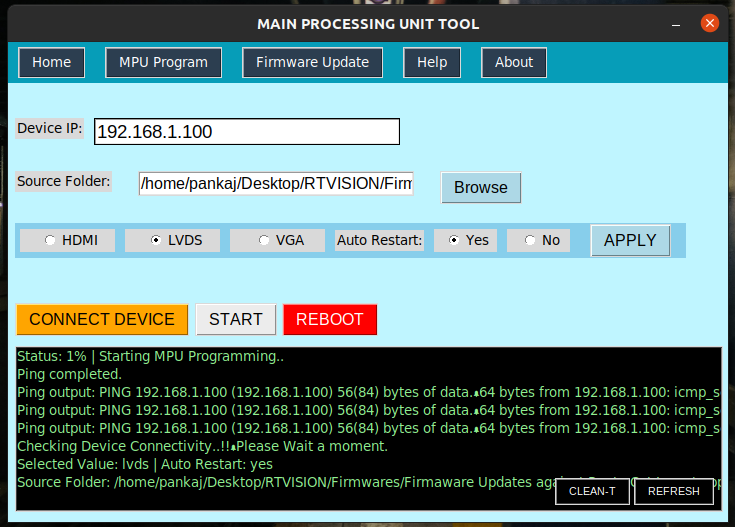 MAIN PROCESSING UNIT TOOL
Home MPU Program Firmware Update Help About
Device IP: 192.168.1.100
Source Folder: /home/pankaj/Desktop/RTVISION/Firm Browse
HDMI LVDS VGA Auto Restart: Yes No APPLY
CONNECT DEVICE START REBOOT
Status: 1% | Starting MPU Programming..
Ping completed.
Ping output: PING 192.168.1.100 (192.168.1.100) 56(84) bytes of data.64 bytes from 192.168.1.100: icmp_s
Ping output: PING 192.168.1.100 (192.168.1.100) 56(84) bytes of data.64 bytes from 192.168.1.100: icmp_s
Ping output: PING 192.168.1.100 (192.168.1.100) 56(84) bytes of data.64 bytes from 192.168.1.100: icmp_s
Checking Device Connectivity..!!Please Wait a moment.
Selected Value: lvds | Auto Restart: yes
Source Folder: /home/pankaj/Desktop/RTVISION/Firmwares/Firmaware Updates
CLEAN-T REFRESH